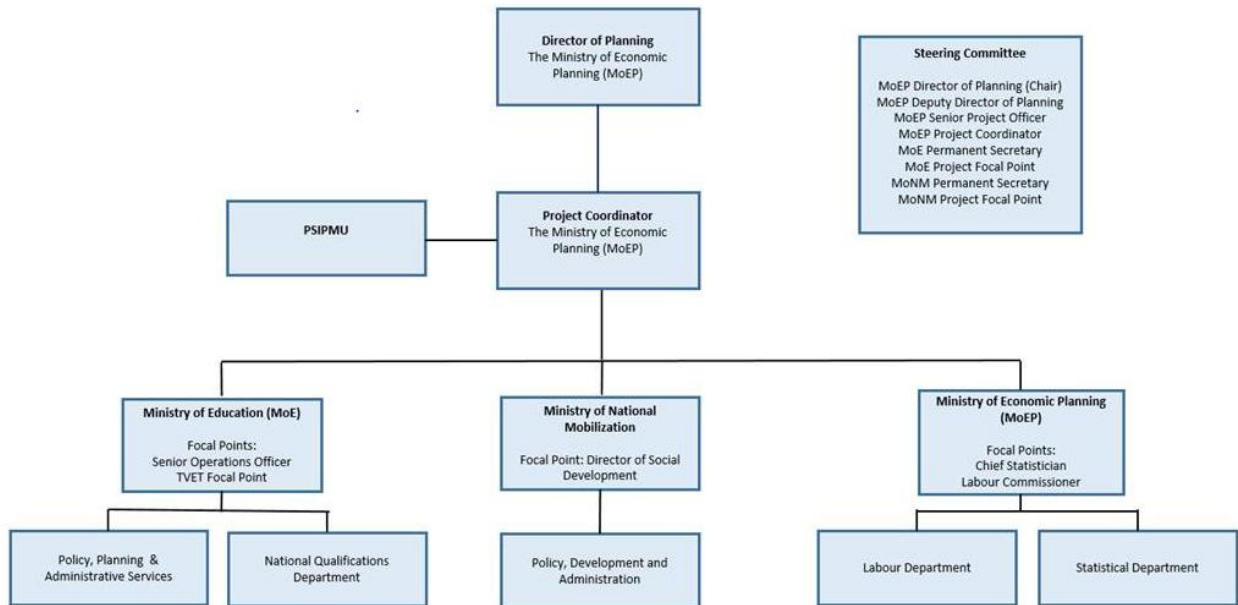 Director of Planning
The Ministry of Economic
Planning (MoEP)
Steering Committee
MoEP Director of Planning (Chair)
MoEP Deputy Director of Planning
MoEP Senior Project Officer
MoEP Project Coordinator
MoE Permanent Secretary
MoE Project Focal Point
MoNM Permanent Secretary
MoNM Project Focal Point
PSIPMU
Project Coordinator
The Ministry of Economic
Planning (MoEP)
Ministry of Education (MoE)
Focal Points:
Senior Operations Officer
TVET Focal Point
Ministry of National
Mobilization
Focal Point: Director of Social
Development
Ministry of Economic Planning
(MoEP)
Focal Points:
Chief Statistician
Labour Commissioner
Policy, Planning &
Administrative Services
National Qualifications
Department
Policy, Development and
Administration
Labour Department
Statistical Department